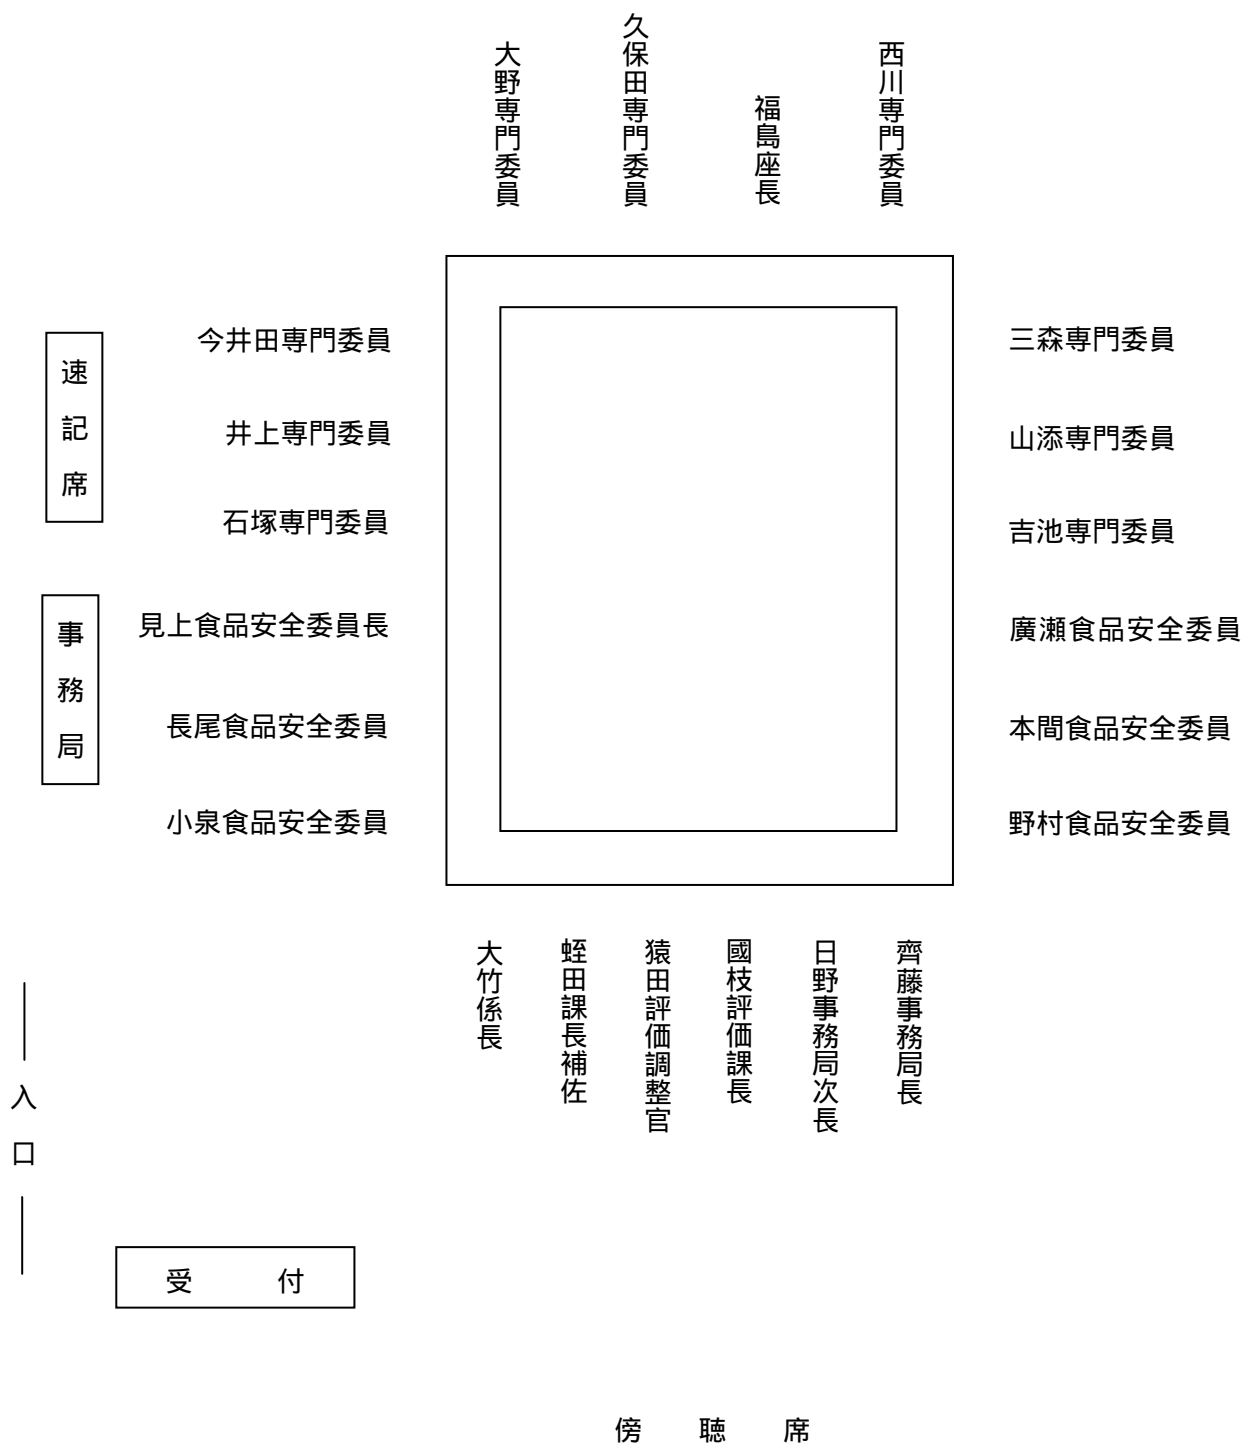 大野専門委員
久保田専門委員
福島座長
西川専門委員
速記席
今井田専門委員
井上専門委員
石塚専門委員
三森専門委員
山添専門委員
吉池専門委員
事務局
見上食品安全委員長
長尾食品安全委員
小泉食品安全委員
廣瀬食品安全委員
本間食品安全委員
野村食品安全委員
大竹係長
蛭田課長補佐
猿田評価調整官
國枝評価課長
日野事務局次長
齊藤事務局長
入口
受　付
傍　聴　席